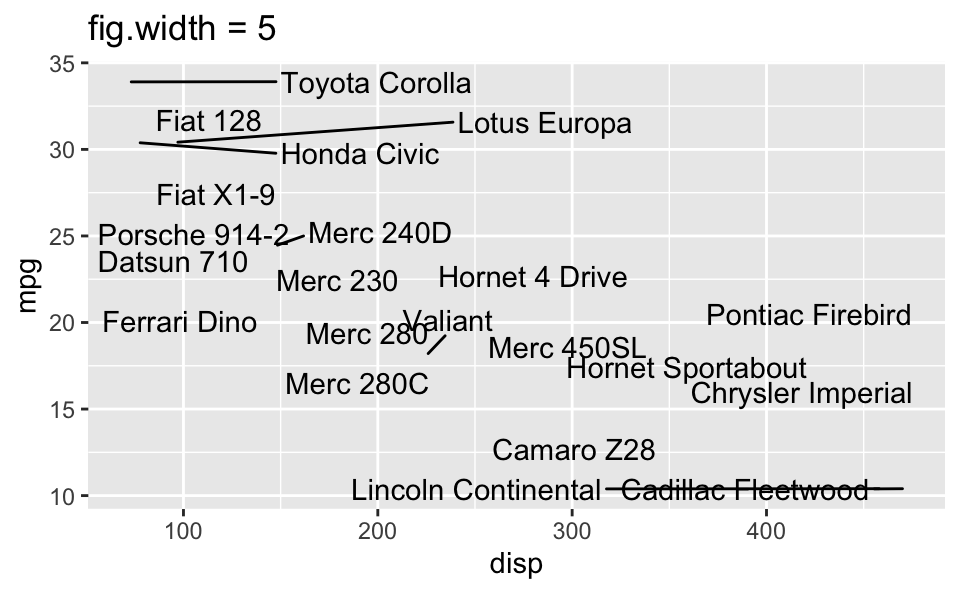 fig.width = 5
35
Toyota Corolla
Fiat 128
Lotus Europa
30
Honda Civic
Fiat X1-9
25
Porsche 914-2
Merc 240D
Datsun 710
Merc 230
Hornet 4 Drive
mpg
20
Ferrari Dino
Valiant
Pontiac Firebird
Merc 280
Merc 450SL
Hornet Sportabout
Merc 280C
Chrysler Imperial
15
Camaro Z28
10
Lincoln Continental
Cadillac Fleetwood
100
200
300
400
disp